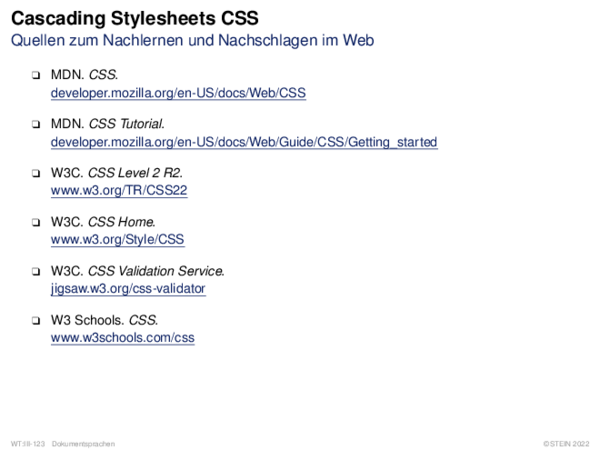 Cascading Stylesheets CSS
Quellen zum Nachlernen und Nachschlagen im Web
❑ MDN. CSS.
developer.mozilla.org/en-US/docs/Web/CSS
❑ MDN. CSS Tutorial.
developer.mozilla.org/en-US/docs/Web/Guide/CSS/Getting_started
❑ W3C. CSS Level 2 R2.
www.w3.org/TR/CSS22
❑ W3C. CSS Home.
www.w3.org/Style/CSS
❑ W3C. CSS Validation Service.
jigsaw.w3.org/css-validator
❑ W3 Schools. CSS.
www.w3schools.com/css
WT:III-123 Dokumentsprachen
©STEIN 2022